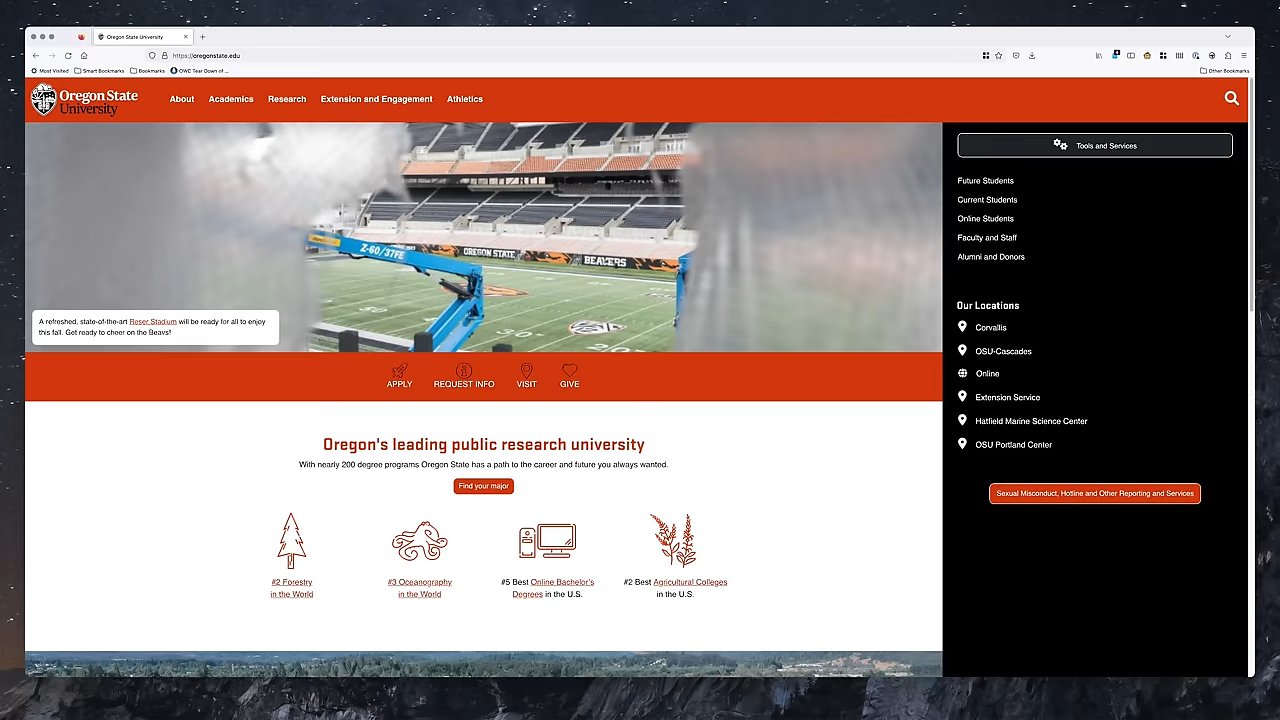 Oregon State University
https://oregonstate.edu
Most Visited
Smart Bookmarks
Bookmarks
OWE Tear Down of ...
Other Bookmarks
Oregon State
University
About
Academics
Research
Extension and Engagement
Athletics
Z-60/37FE
OREGON STATE
BEAVERS
A refreshed, state-of-the-art Reser Stadium will be ready for all to enjoy
this fall. Get ready to cheer on the Beavs!
APPLY
REQUEST INFO
VISIT
GIVE
Oregon's leading public research university
With nearly 200 degree programs Oregon State has a path to the career and future you always wanted.
Find your major
#2 Forestry
in the World
#3 Oceanography
in the World
#5 Best Online Bachelor's
Degrees in the U.S.
#2 Best Agricultural Colleges
in the U.S.
Tools and Services
Future Students
Current Students
Online Students
Faculty and Staff
Alumni and Donors
Our Locations
Corvallis
OSU-Cascades
Online
Extension Service
Hatfield Marine Science Center
OSU Portland Center
Sexual Misconduct, Hotline and Other Reporting and Services